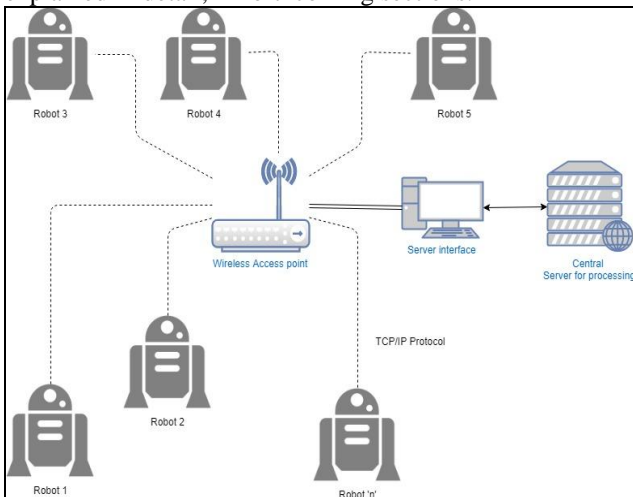 Robot 3
Robot 4
Robot 5
Wireless Access point
Server interface
Central
Server for processing
TCP/IP Protocol
Robot 2
Robot 1
Robot 'n'